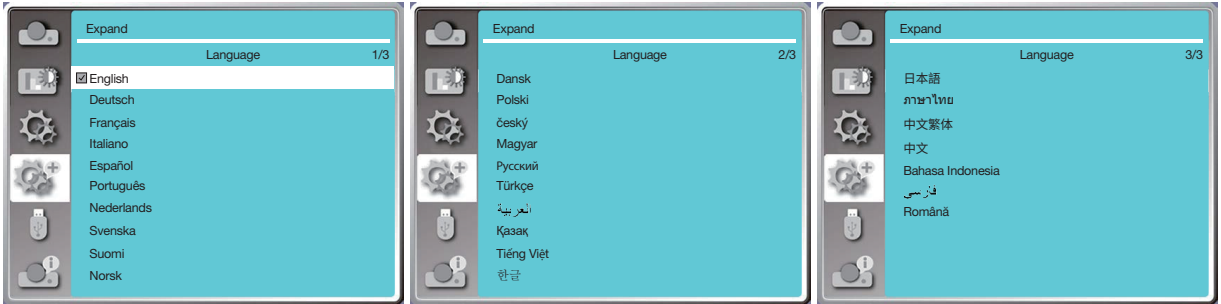 Expand
Language 1/3
English
Deutsch
Français
Italiano
Español
Português
Nederlands
Svenska
Suomi
Norsk
Expand
Language 2/3
Dansk
Polski
český
Magyar
Русский
Türkçe
العربية
Қазақ
Tiếng Việt
한글
Expand
Language 3/3
日本語
ภาษาไทย
中文繁体
中文
Bahasa Indonesia
فارسی
Română